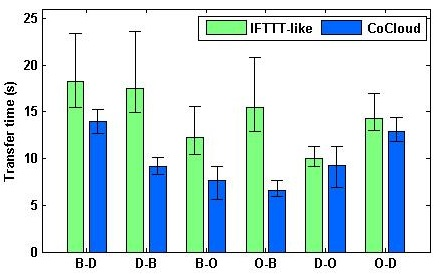 25
IFTTT-like CoCloud
20
15
10
5
0
Transfer time (s)
B-D D-B B-O O-B D-O O-D